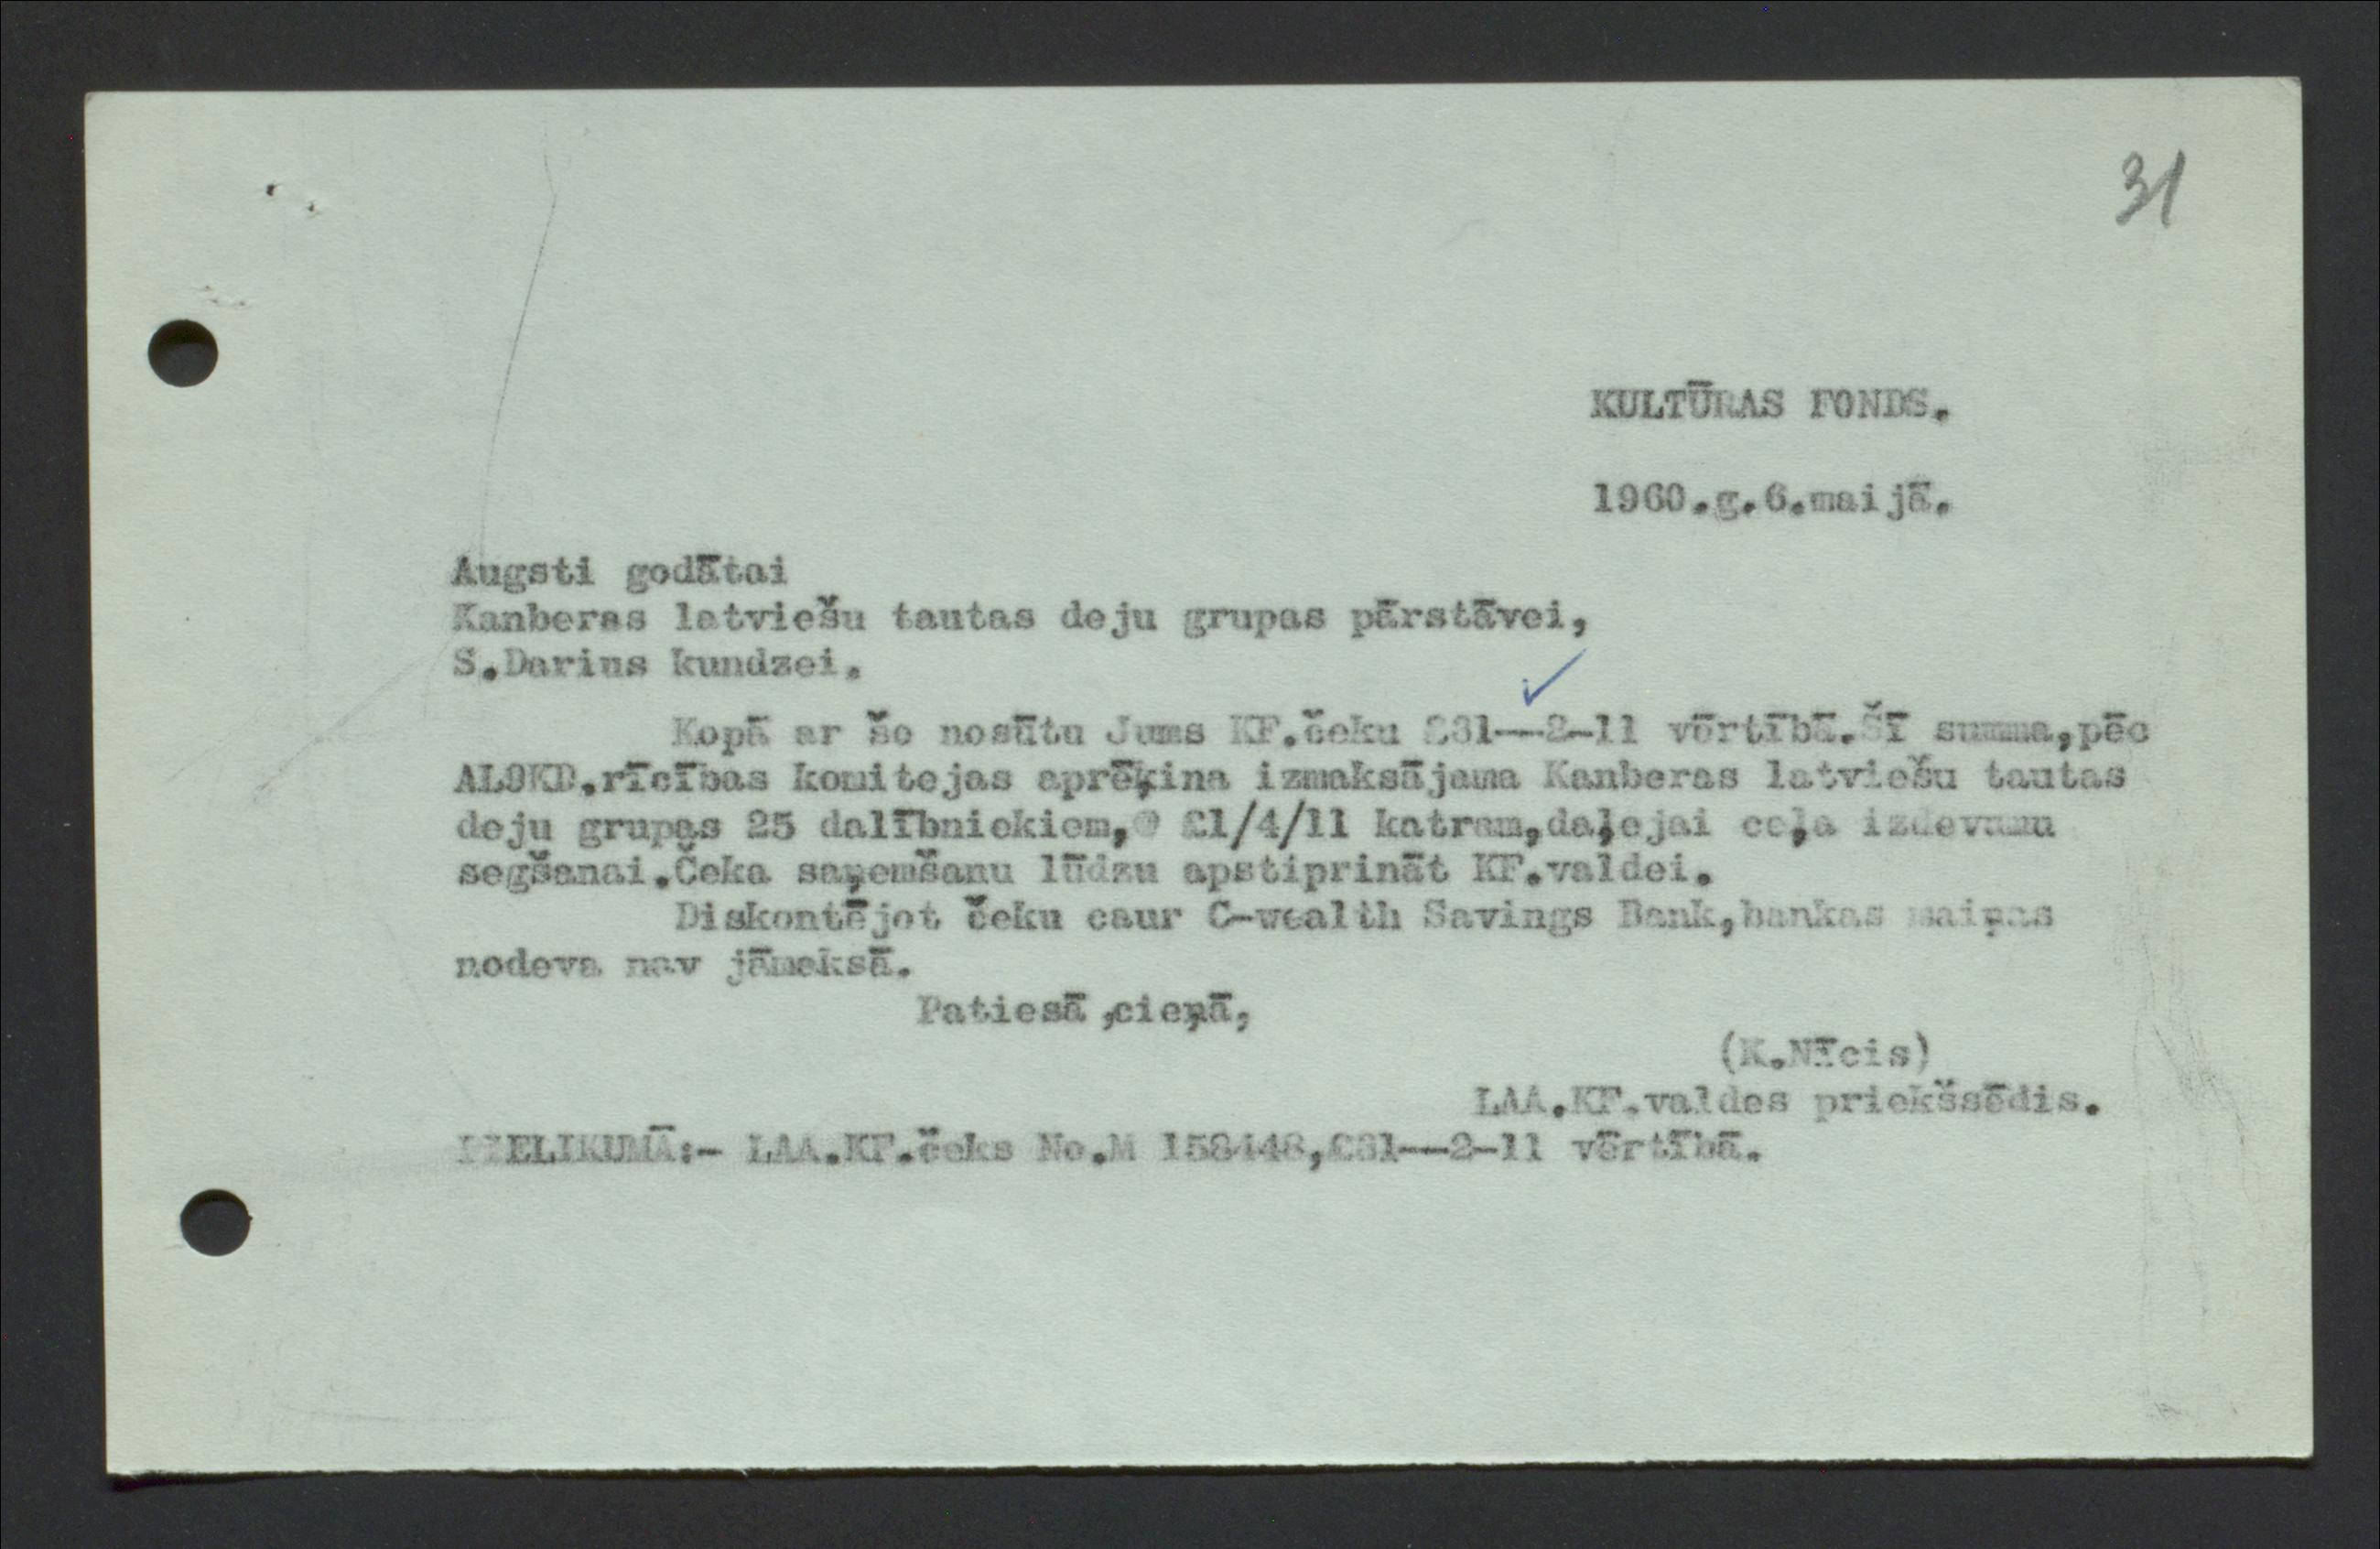 31
KULTŪRAS FONDS.
1960.g.6.maijā.
Augsti godātai
Kanberas latviešu tautas deju grupas pārstāvei,
S.Darius kundzei.
Kopā ar šo nosūtu Jums KF.čeku £31--2-11 vērtībā.Šī summa,pēc
AL9KD.rīcības komitejas aprēķina izmaksājama Kanberas latviešu tautas
deju grupas 25 dalībniekiem,@ £1/4/11 katram,daļejai ceļa izdevumu
segšanai.Čeka saņemšanu lūdzu apstiprināt KF.valdei.
Diskontējot čeku caur C-wealth Savings Bank,bankas maiņas
nodeva nav jāmaksā.
Patiesā ,cieņā,
(K.Nīcis)
LAA.KF.valdes priekšsēdis.
PIELIKUMĀ:- LAA.KF.čeks No.M 158448,£31--2-11 vērtībā.